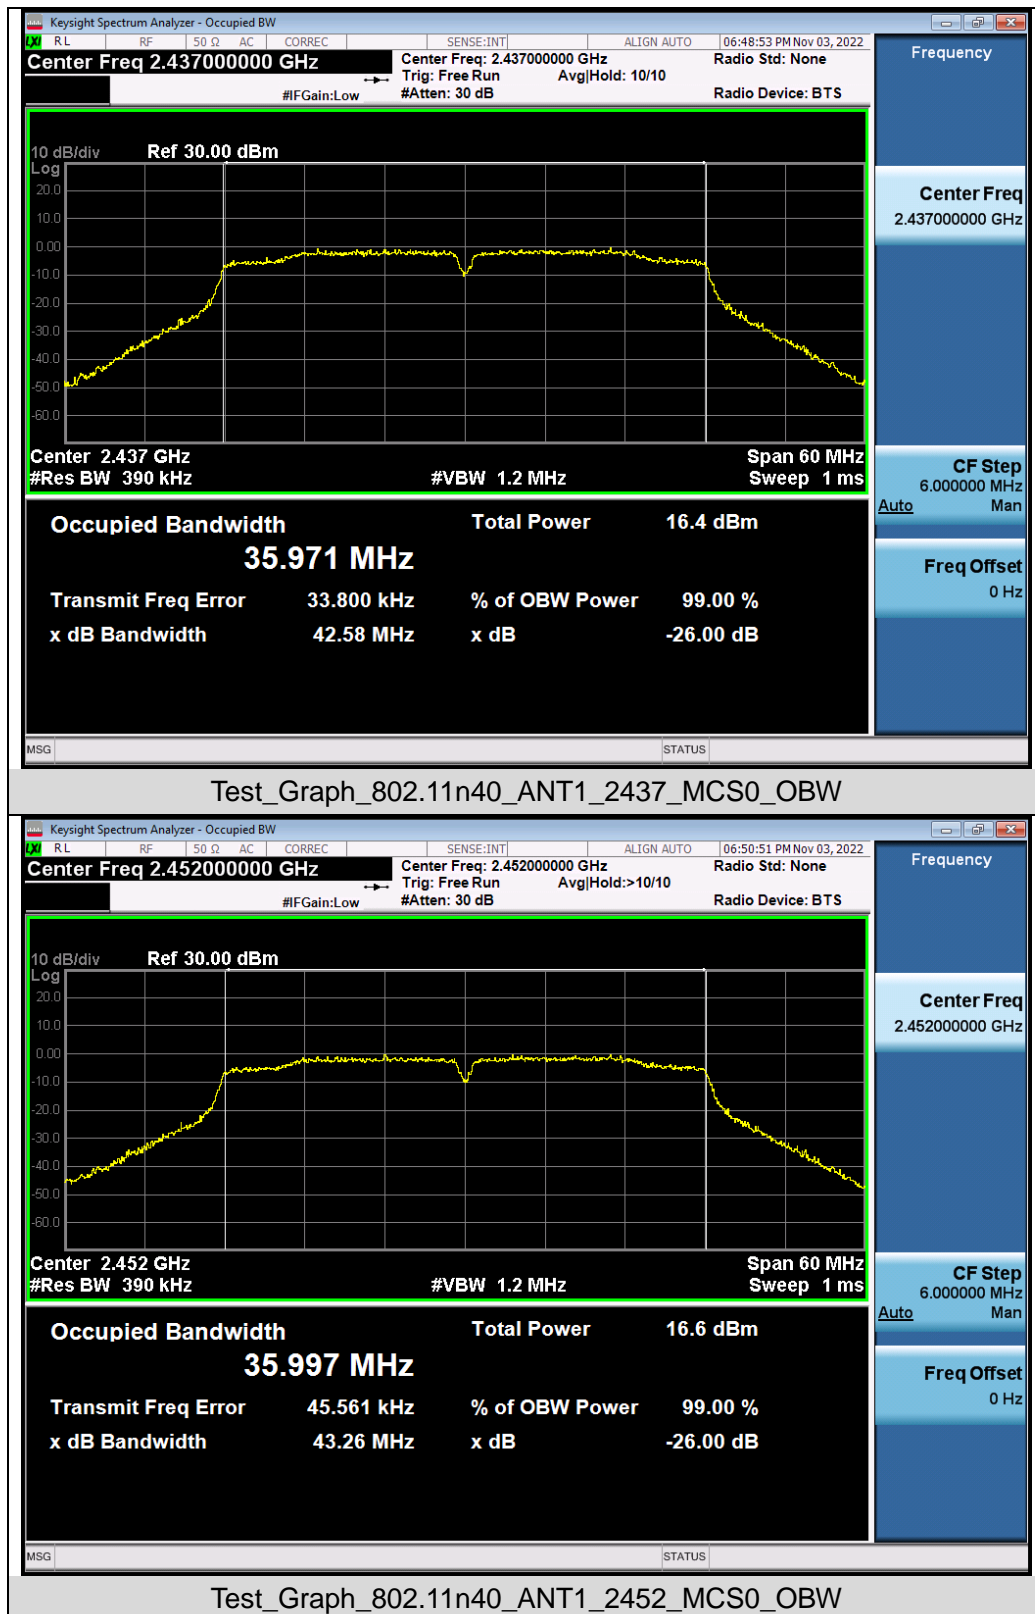 Keysight Spectrum Analyzer - Occupied BW
LXI RL RF 50 Ω AC CORREC SENSE:INT ALIGN AUTO 06:48:53 PM Nov 03, 2022
Center Freq 2.437000000 GHz Center Freq: 2.437000000 GHz Radio Std: None
Trig: Free Run Avg|Hold: 10/10
#IFGain:Low #Atten: 30 dB Radio Device: BTS
Frequency
10 dB/div Ref 30.00 dBm
Log
20.0
10.0
0.00
-10.0
-20.0
-30.0
-40.0
-50.0
-60.0
Center 2.437 GHz Span 60 MHz
#Res BW 390 kHz #VBW 1.2 MHz Sweep 1 ms
Center Freq
2.437000000 GHz
CF Step
6.000000 MHz
Auto Man
Freq Offset
0 Hz
Occupied Bandwidth Total Power 16.4 dBm
35.971 MHz
Transmit Freq Error 33.800 kHz % of OBW Power 99.00 %
x dB Bandwidth 42.58 MHz x dB -26.00 dB
MSG STATUS
Test_Graph_802.11n40_ANT1_2437_MCS0_OBW
Keysight Spectrum Analyzer - Occupied BW
LXI RL RF 50 Ω AC CORREC SENSE:INT ALIGN AUTO 06:50:51 PM Nov 03, 2022
Center Freq 2.452000000 GHz Center Freq: 2.452000000 GHz Radio Std: None
Trig: Free Run Avg|Hold:>10/10
#IFGain:Low #Atten: 30 dB Radio Device: BTS
Frequency
10 dB/div Ref 30.00 dBm
Log
20.0
10.0
0.00
-10.0
-20.0
-30.0
-40.0
-50.0
-60.0
Center 2.452 GHz Span 60 MHz
#Res BW 390 kHz #VBW 1.2 MHz Sweep 1 ms
Center Freq
2.452000000 GHz
CF Step
6.000000 MHz
Auto Man
Freq Offset
0 Hz
Occupied Bandwidth Total Power 16.6 dBm
35.997 MHz
Transmit Freq Error 45.561 kHz % of OBW Power 99.00 %
x dB Bandwidth 43.26 MHz x dB -26.00 dB
MSG STATUS
Test_Graph_802.11n40_ANT1_2452_MCS0_OBW